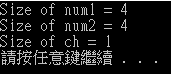 Size of num1 = 4
Size of num2 = 4
Size of ch = 1
請按任意鍵繼續 . . .